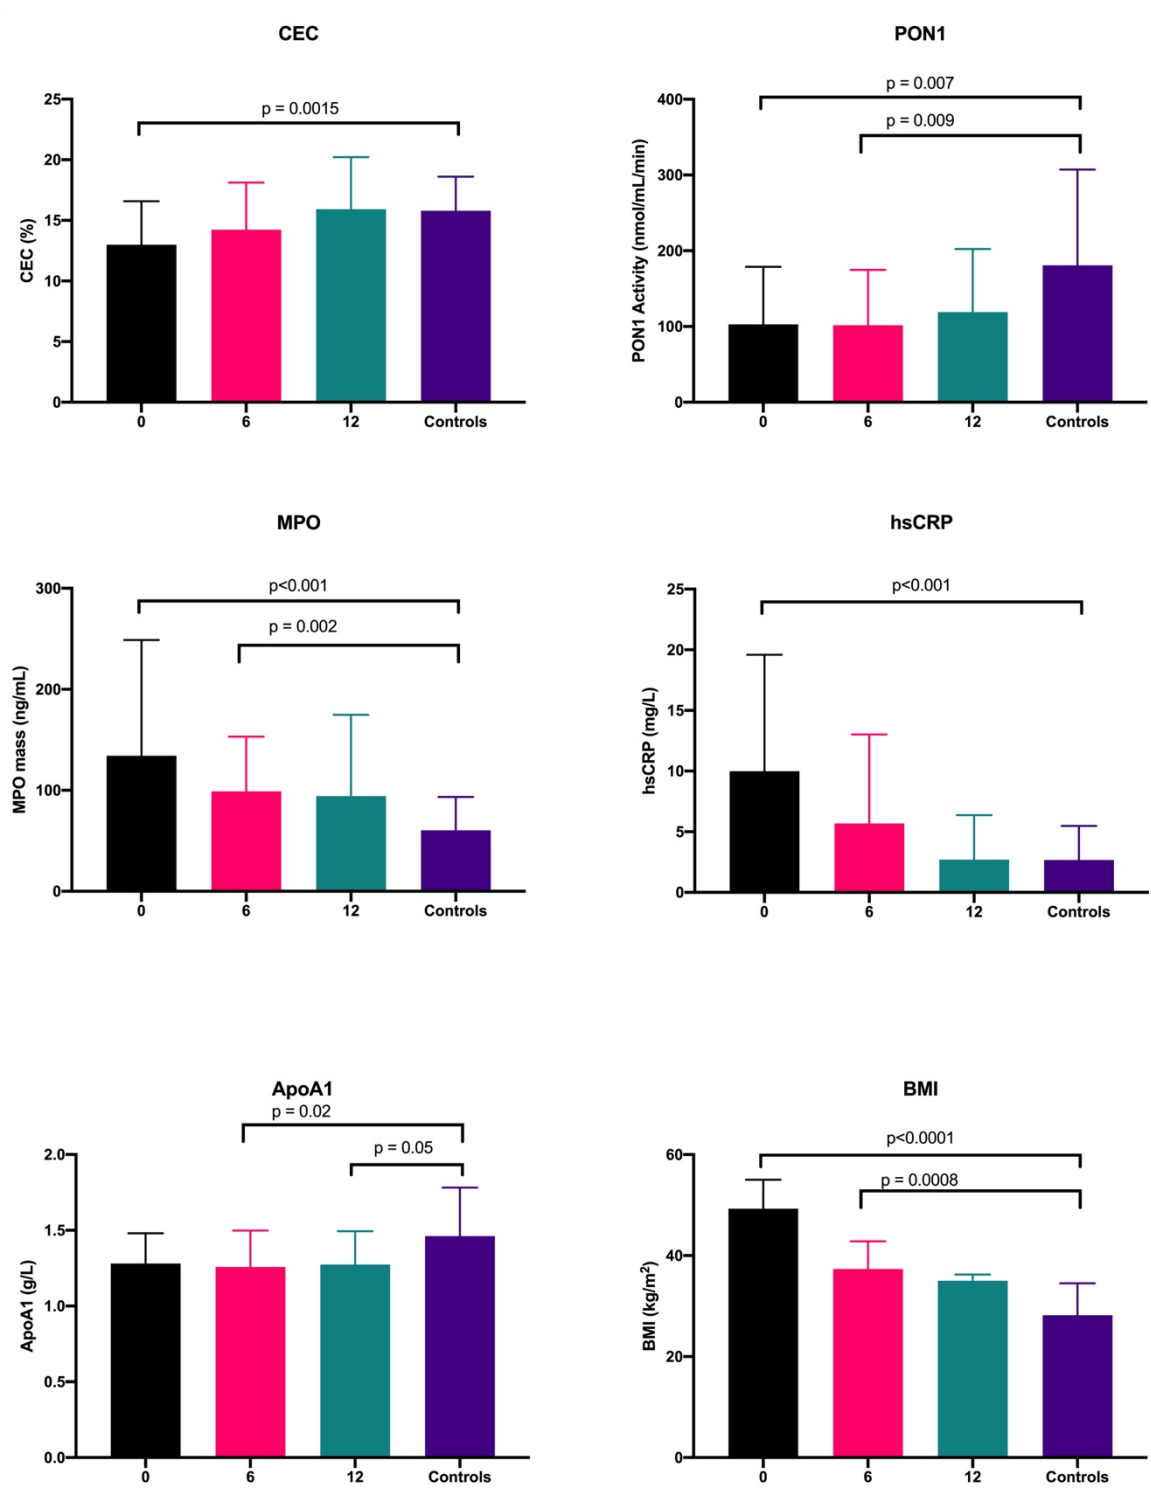 CEC
p = 0.0015
25
20
15
10
5
0
CEC (%)
0 6 12 Controls
PON1
p = 0.007
p = 0.009
400
300
200
100
0
PON1 Activity (nmol/mL/min)
0 6 12 Controls
MPO
p<0.001
p = 0.002
300
200
100
0
MPO mass (ng/mL)
0 6 12 Controls
hsCRP
p<0.001
25
20
15
10
5
0
hsCRP (mg/L)
0 6 12 Controls
ApoA1
p = 0.02
p = 0.05
2.0
1.5
1.0
0.5
0.0
ApoA1 (g/L)
0 6 12 Controls
BMI
p<0.0001
p = 0.0008
60
40
20
0
BMI (kg/m²)
0 6 12 Controls